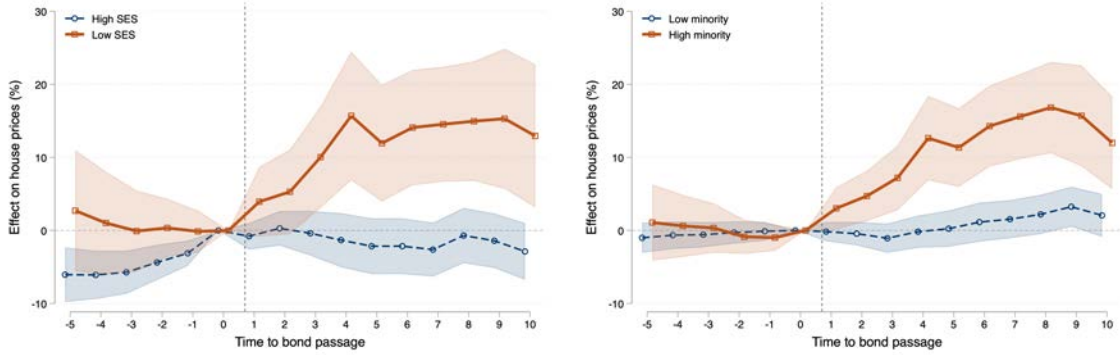 High SES
Low SES
Effect on house prices (%)
30
20
10
0
-10
-5 -4 -3 -2 -1 0 1 2 3 4 5 6 7 8 9 10
Time to bond passage
Low minority
High minority
Effect on house prices (%)
30
20
10
0
-10
-5 -4 -3 -2 -1 0 1 2 3 4 5 6 7 8 9 10
Time to bond passage